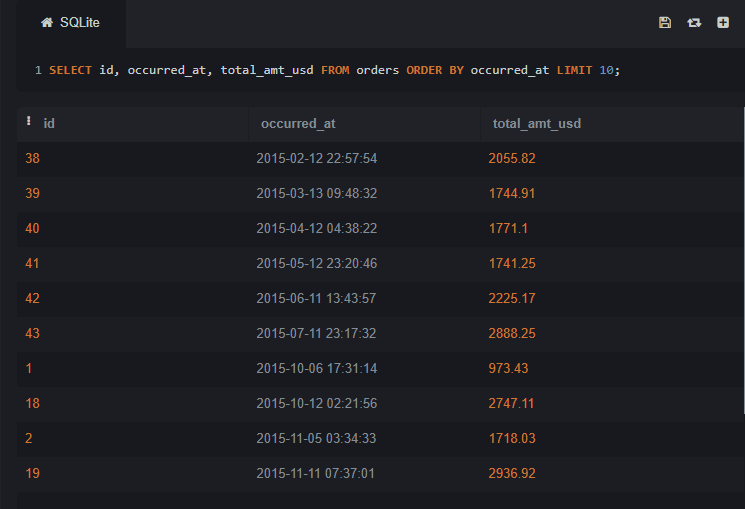 SQLite
1 SELECT id, occurred_at, total_amt_usd FROM orders ORDER BY occurred_at LIMIT 10;
id occurred_at total_amt_usd
38 2015-02-12 22:57:54 2055.82
39 2015-03-13 09:48:32 1744.91
40 2015-04-12 04:38:22 1771.1
41 2015-05-12 23:20:46 1741.25
42 2015-06-11 13:43:57 2225.17
43 2015-07-11 23:17:32 2888.25
1 2015-10-06 17:31:14 973.43
18 2015-10-12 02:21:56 2747.11
2 2015-11-05 03:34:33 1718.03
19 2015-11-11 07:37:01 2936.92